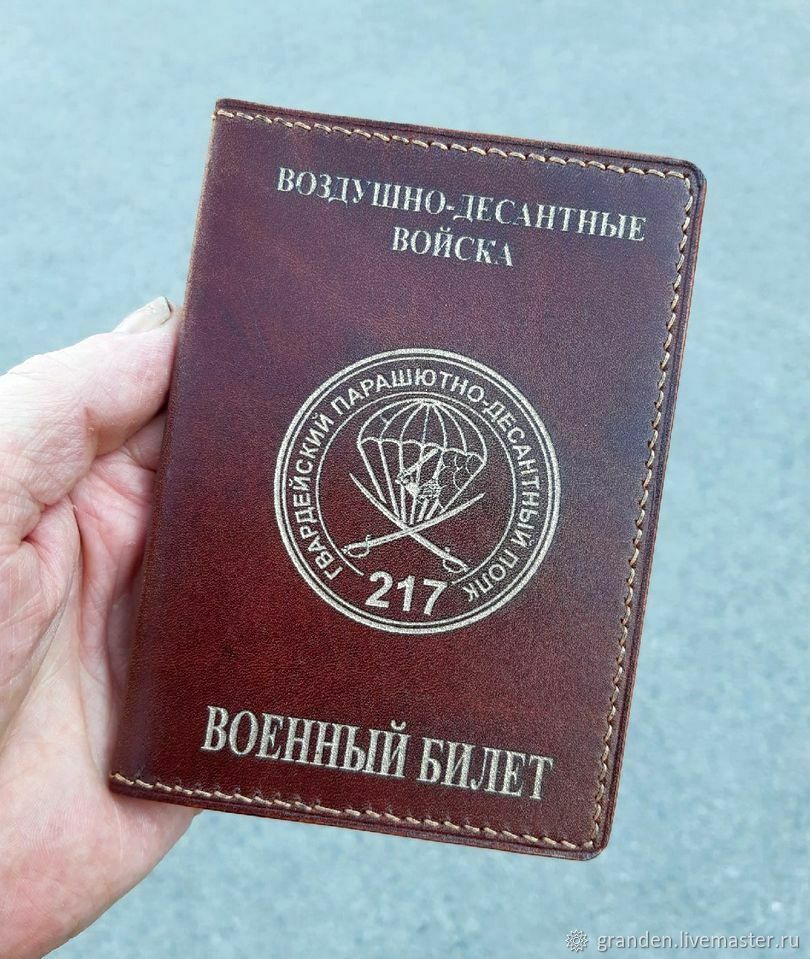 ВОЗДУШНО-ДЕСАНТНЫЕ
ВОЙСКА
ГВАРДЕЙСКИЙ ПАРАШЮТНО-ДЕСАНТНЫЙ ПОЛК
217
ВОЕННЫЙ БИЛЕТ
granden.livemaster.ru